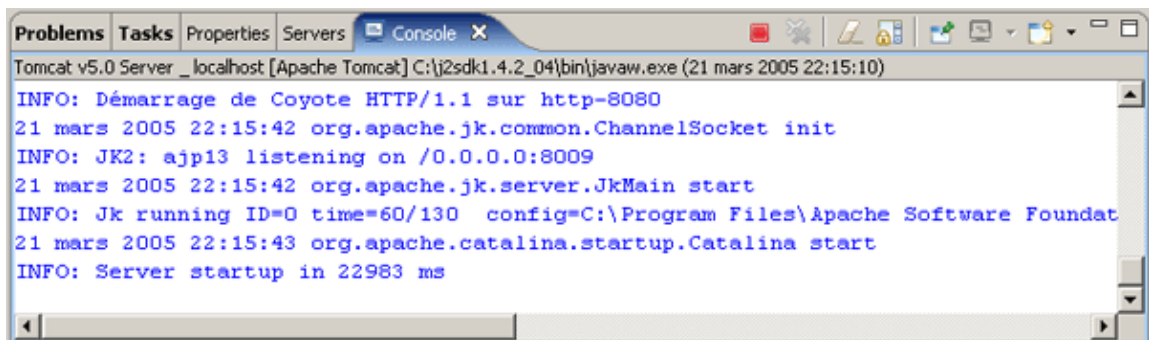 Problems Tasks Properties Servers Console
Tomcat v5.0 Server _ localhost [Apache Tomcat] C:\j2sdk1.4.2_04\bin\javaw.exe (21 mars 2005 22:15:10)
INFO: Démarrage de Coyote HTTP/1.1 sur http-8080
21 mars 2005 22:15:42 org.apache.jk.common.ChannelSocket init
INFO: JK2: ajp13 listening on /0.0.0.0:8009
21 mars 2005 22:15:42 org.apache.jk.server.JkMain start
INFO: Jk running ID=0 time=60/130  config=C:\Program Files\Apache Software Foundat
21 mars 2005 22:15:43 org.apache.catalina.startup.Catalina start
INFO: Server startup in 22983 ms